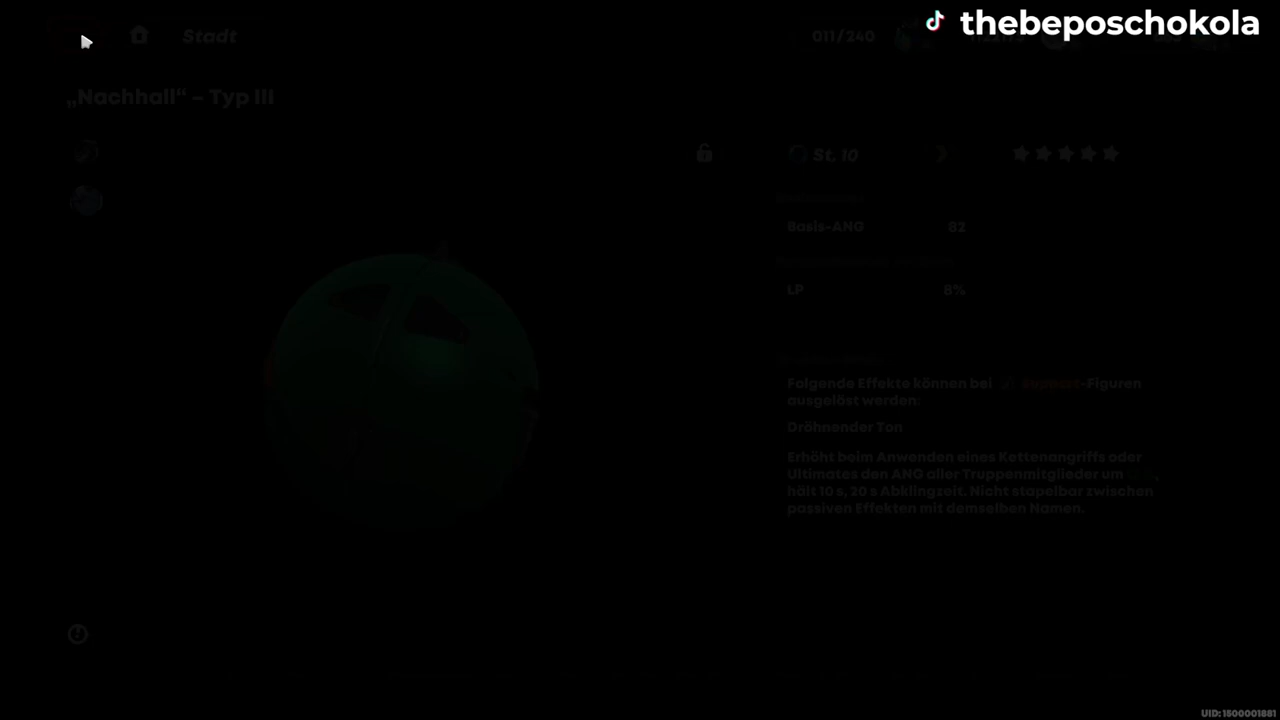 thebeposchokola
Stadt
011/240
„Nachhall“ – Typ III
St. 10
Basis-ANG 82
LP 8%
Folgende Effekte können bei -Figuren
ausgelöst werden:
Dröhnender Ton
Erhöht beim Anwenden eines Kettenangriffs oder
Ultimates den ANG aller Truppenmitglieder um
hält 10 s, 20 s Abklingzeit. Nicht stapelbar zwischen
passiven Effekten mit demselben Namen.
UID: 1500001881